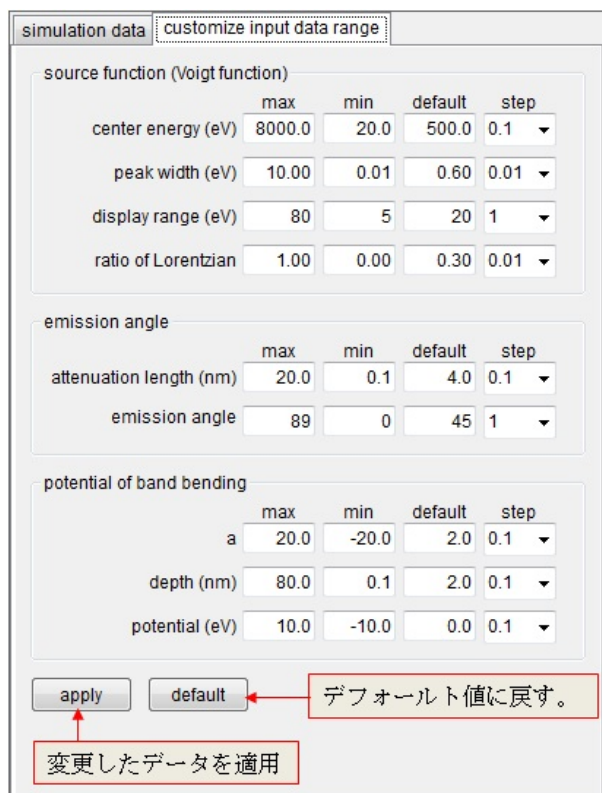 simulation data customize input data range
source function (Voigt function)
max min default step
center energy (eV) 8000.0 20.0 500.0 0.1
peak width (eV) 10.00 0.01 0.60 0.01
display range (eV) 80 5 20 1
ratio of Lorentzian 1.00 0.00 0.30 0.01
emission angle
max min default step
attenuation length (nm) 20.0 0.1 4.0 0.1
emission angle 89 0 45 1
potential of band bending
max min default step
a 20.0 -20.0 2.0 0.1
depth (nm) 80.0 0.1 2.0 0.1
potential (eV) 10.0 -10.0 0.0 0.1
apply default デフォールト値に戻す。
変更したデータを適用